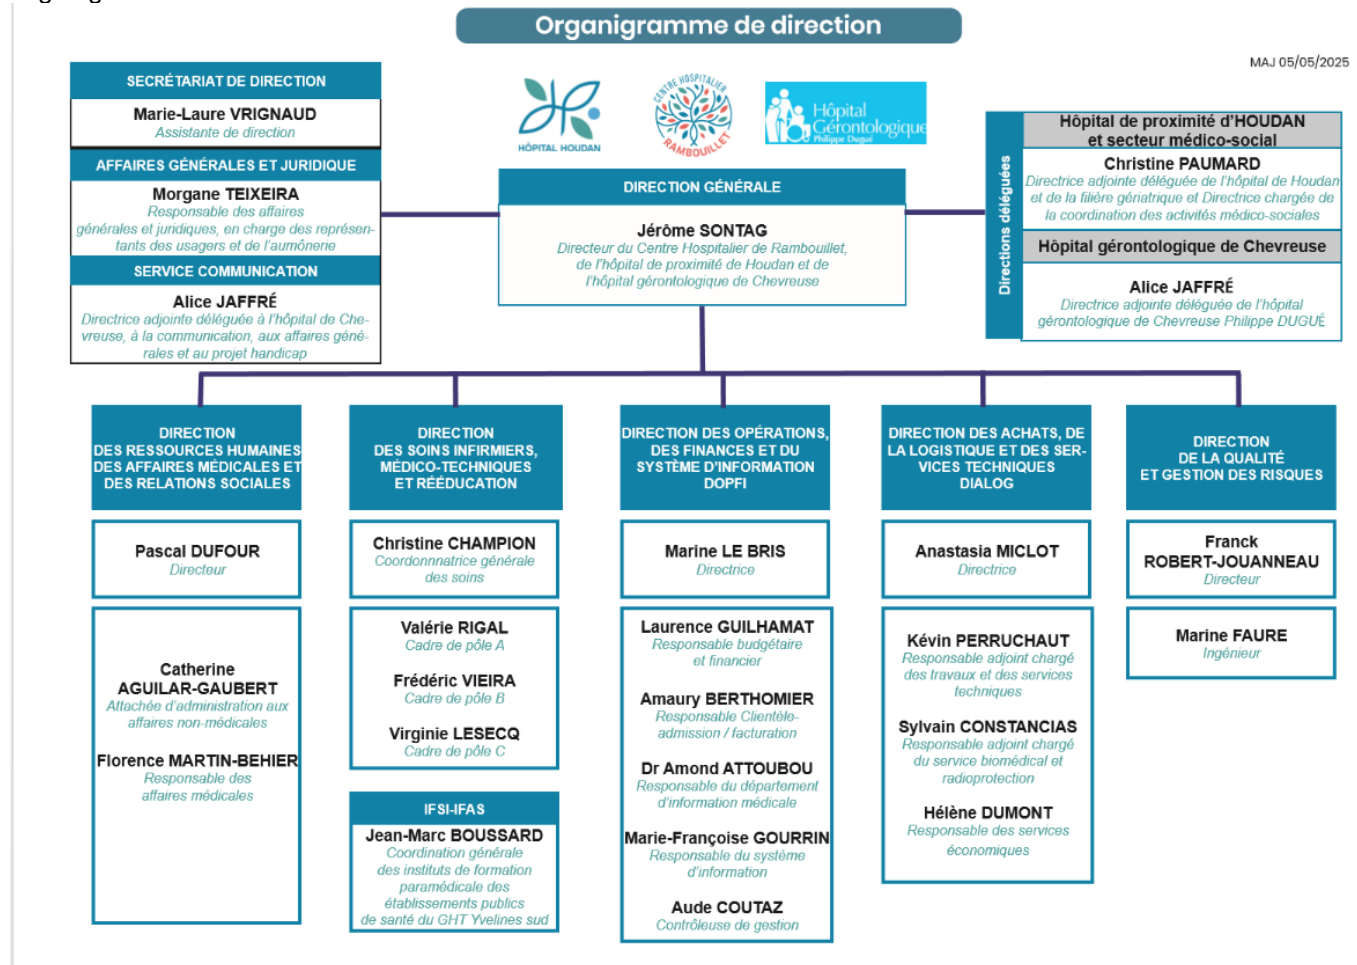 Organigramme de direction
MAJ 05/05/2025
SECRÉTARIAT DE DIRECTION
Marie-Laure VRIGNAUD
Assistante de direction
AFFAIRES GÉNÉRALES ET JURIDIQUE
Morgane TEIXEIRA
Responsable des affaires
générales et juridiques, en charge des représen-
tants des usagers et de l'aumônerie
SERVICE COMMUNICATION
Alice JAFFRÉ
Directrice adjointe déléguée à l'hôpital de Che-
vreuse, à la communication, aux affaires géné-
rales et au projet handicap
HÔPITAL HOUDAN
CENTRE HOSPITALIER
RAMBOUILLET
Hôpital
Gérontologique
Philippe Dugué
DIRECTION GÉNÉRALE
Jérôme SONTAG
Directeur du Centre Hospitalier de Rambouillet,
de l'hôpital de proximité de Houdan et de
l'hôpital gérontologique de Chevreuse
Directions déléguées
Hôpital de proximité d'HOUDAN
et secteur médico-social
Christine PAUMARD
Directrice adjointe déléguée de l'hôpital de Houdan
et de la filière gériatrique et Directrice chargée de
la coordination des activités médico-sociales
Hôpital gérontologique de Chevreuse
Alice JAFFRÉ
Directrice adjointe déléguée de l'hôpital
gérontologique de Chevreuse Philippe DUGUÉ
DIRECTION
DES RESSOURCES HUMAINES
DES AFFAIRES MÉDICALES ET
DES RELATIONS SOCIALES
Pascal DUFOUR
Directeur
Catherine
AGUILAR-GAUBERT
Attachée d'administration aux
affaires non-médicales
Florence MARTIN-BEHIER
Responsable des
affaires médicales
DIRECTION
DES SOINS INFIRMIERS,
MÉDICO-TECHNIQUES
ET RÉÉDUCATION
Christine CHAMPION
Coordonnnatrice générale
des soins
Valérie RIGAL
Cadre de pôle A
Frédéric VIEIRA
Cadre de pôle B
Virginie LESECQ
Cadre de pôle C
IFSI-IFAS
Jean-Marc BOUSSARD
Coordination générale
des instituts de formation
paramédicale des
établissements publics
de santé du GHT Yvelines sud
DIRECTION DES OPÉRATIONS,
DES FINANCES ET DU
SYSTÈME D'INFORMATION
DOPFI
Marine LE BRIS
Directrice
Laurence GUILHAMAT
Responsable budgétaire
et financier
Amaury BERTHOMIER
Responsable Clientèle-
admission / facturation
Dr Amond ATTOUBOU
Responsable du département
d'information médicale
Marie-Françoise GOURRIN
Responsable du système
d'information
Aude COUTAZ
Contrôleuse de gestion
DIRECTION DES ACHATS, DE
LA LOGISTIQUE ET DES SER-
VICES TECHNIQUES
DIALOG
Anastasia MICLOT
Directrice
Kévin PERRUCHAUT
Responsable adjoint chargé
des travaux et des services
techniques
Sylvain CONSTANCIAS
Responsable adjoint chargé
du service biomédical et
radioprotection
Hélène DUMONT
Responsable des services
économiques
DIRECTION
DE LA QUALITÉ
ET GESTION DES RISQUES
Franck
ROBERT-JOUANNEAU
Directeur
Marine FAURE
Ingénieur